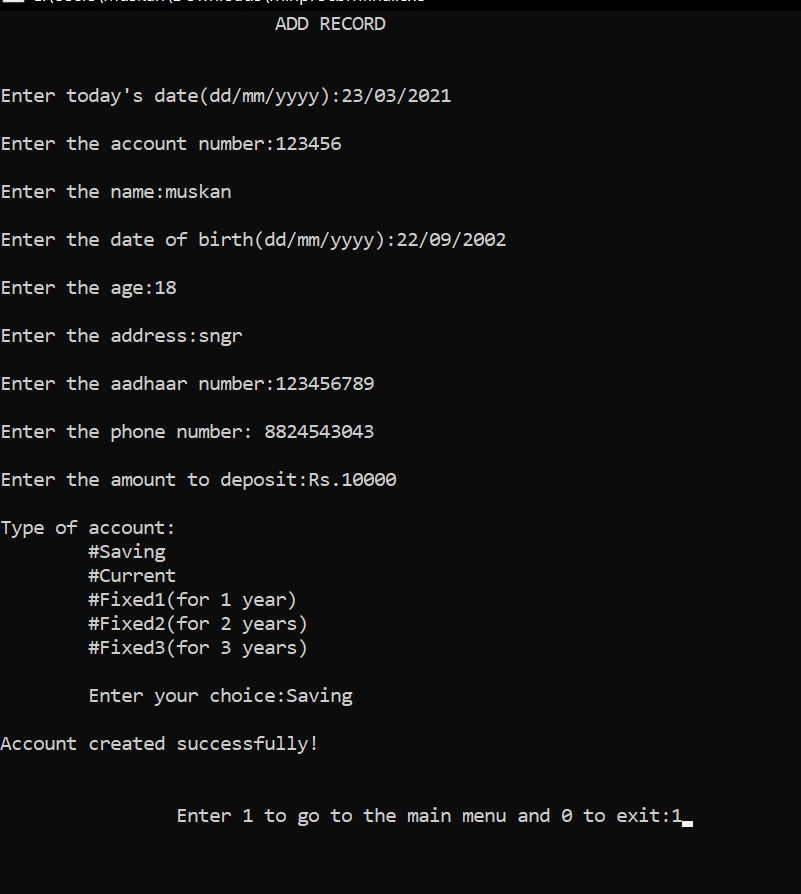 ADD RECORD
Enter today's date(dd/mm/yyyy):23/03/2021
Enter the account number:123456
Enter the name:muskan
Enter the date of birth(dd/mm/yyyy):22/09/2002
Enter the age:18
Enter the address:sngr
Enter the aadhaar number:123456789
Enter the phone number: 8824543043
Enter the amount to deposit:Rs.10000
Type of account:
#Saving
#Current
#Fixed1(for 1 year)
#Fixed2(for 2 years)
#Fixed3(for 3 years)
Enter your choice:Saving
Account created successfully!
Enter 1 to go to the main menu and 0 to exit:1